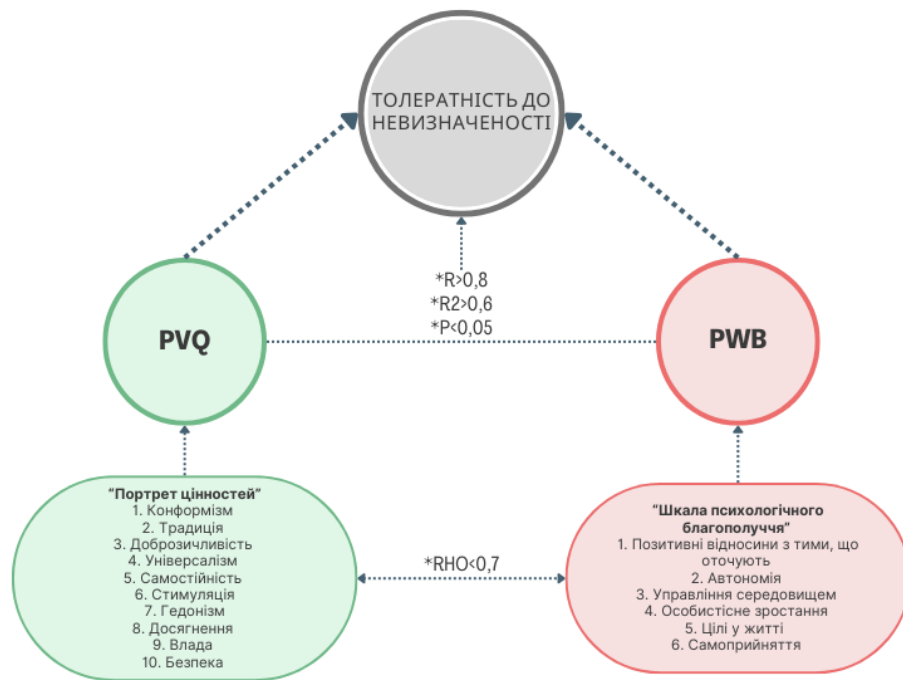 ТОЛЕРАТНІСТЬ ДО
НЕВИЗНАЧЕНОСТІ
*R>0,8
*R2>0,6
*P<0,05
PVQ
PWB
“Портрет цінностей”
1. Конформізм
2. Традиція
3. Доброзичливість
4. Універсалізм
5. Самостійність
6. Стимуляція
7. Гедонізм
8. Досягнення
9. Влада
10. Безпека
*RHO<0,7
“Шкала психологічного
благополуччя”
1. Позитивні відносини з тими, що
оточують
2. Автономія
3. Управління середовищем
4. Особистісне зростання
5. Цілі у житті
6. Самоприйняття